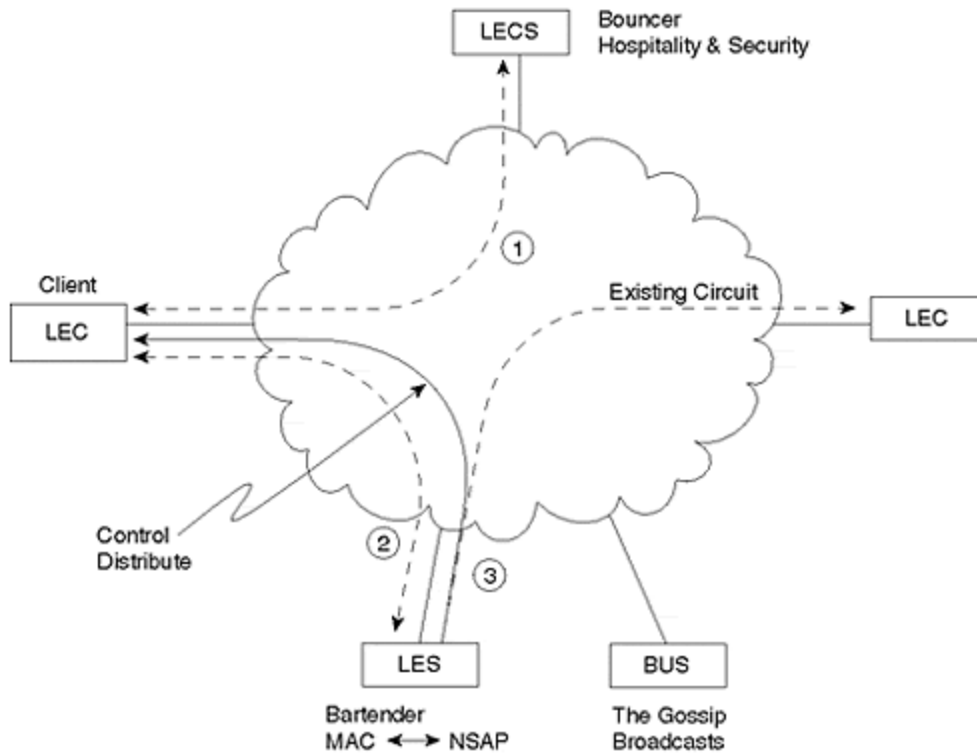 LECS
Bouncer
Hospitality & Security
1
Client
LEC
Existing Circuit
LEC
Control
Distribute
2
3
LES
BUS
Bartender
MAC ↔ NSAP
The Gossip
Broadcasts